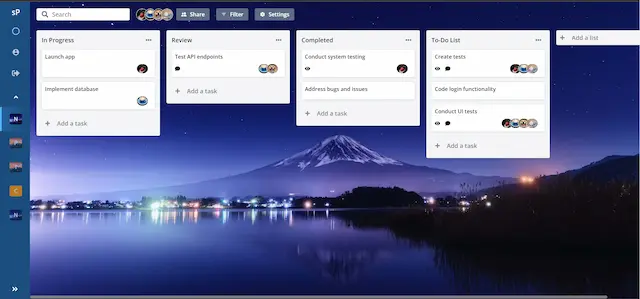 sP
Search
Share
Filter
Settings
In Progress
Launch app
Implement database
Add a task
Review
Test API endpoints
Add a task
Completed
Conduct system testing
Address bugs and issues
Add a task
To-Do List
Create tests
Code login functionality
Conduct UI tests
Add a task
Add a list
N
C
N